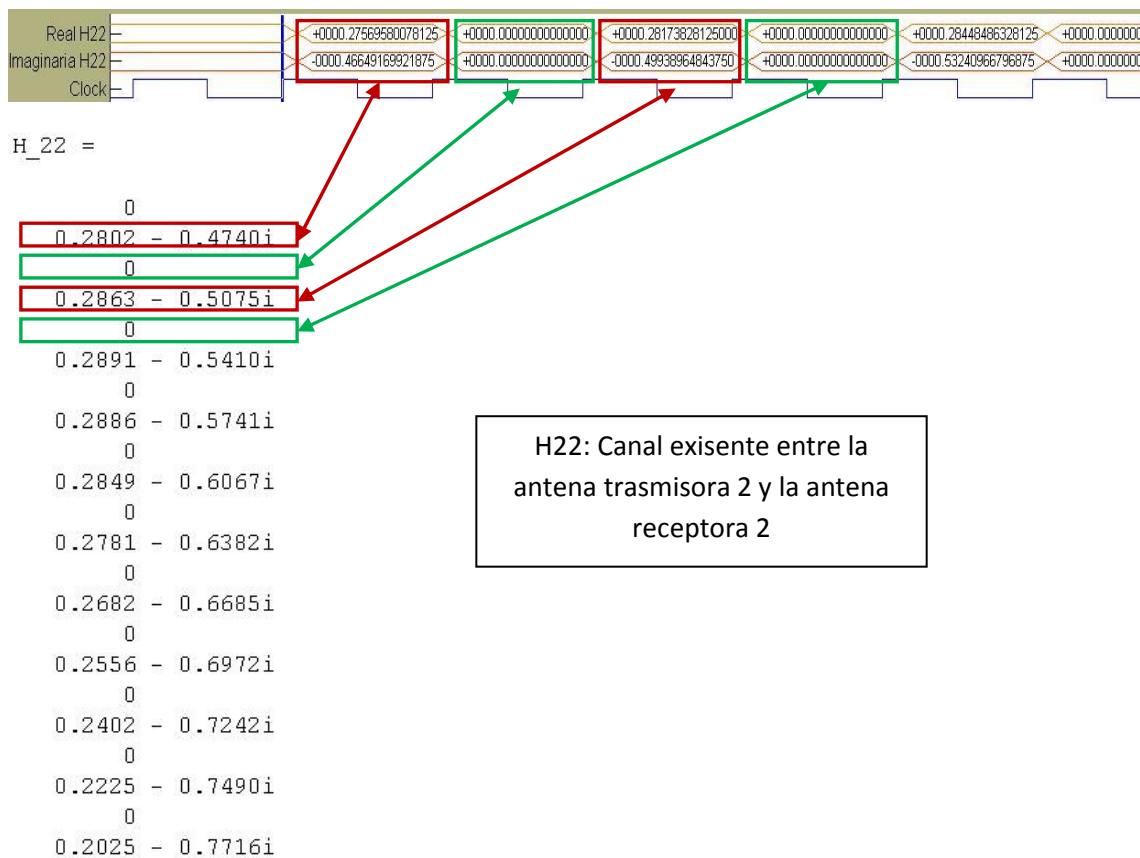 Real H22 +0000.27569580078125 +0000.00000000000000 +0000.28173828125000 +0000.00000000000000 +0000.28448486328125 +0000.0000000
Imaginaria H22 -0000.46649169921875 +0000.00000000000000 -0000.49938964843750 +0000.00000000000000 -0000.53240966796875 +0000.0000000
Clock
H_22 =
0
0.2802 - 0.4740i
0
0.2863 - 0.5075i
0
0.2891 - 0.5410i
0
0.2886 - 0.5741i
0
0.2849 - 0.6067i
0
0.2781 - 0.6382i
0
0.2682 - 0.6685i
0
0.2556 - 0.6972i
0
0.2402 - 0.7242i
0
0.2225 - 0.7490i
0
0.2025 - 0.7716i
H22: Canal exisente entre la
antena trasmisora 2 y la antena
receptora 2